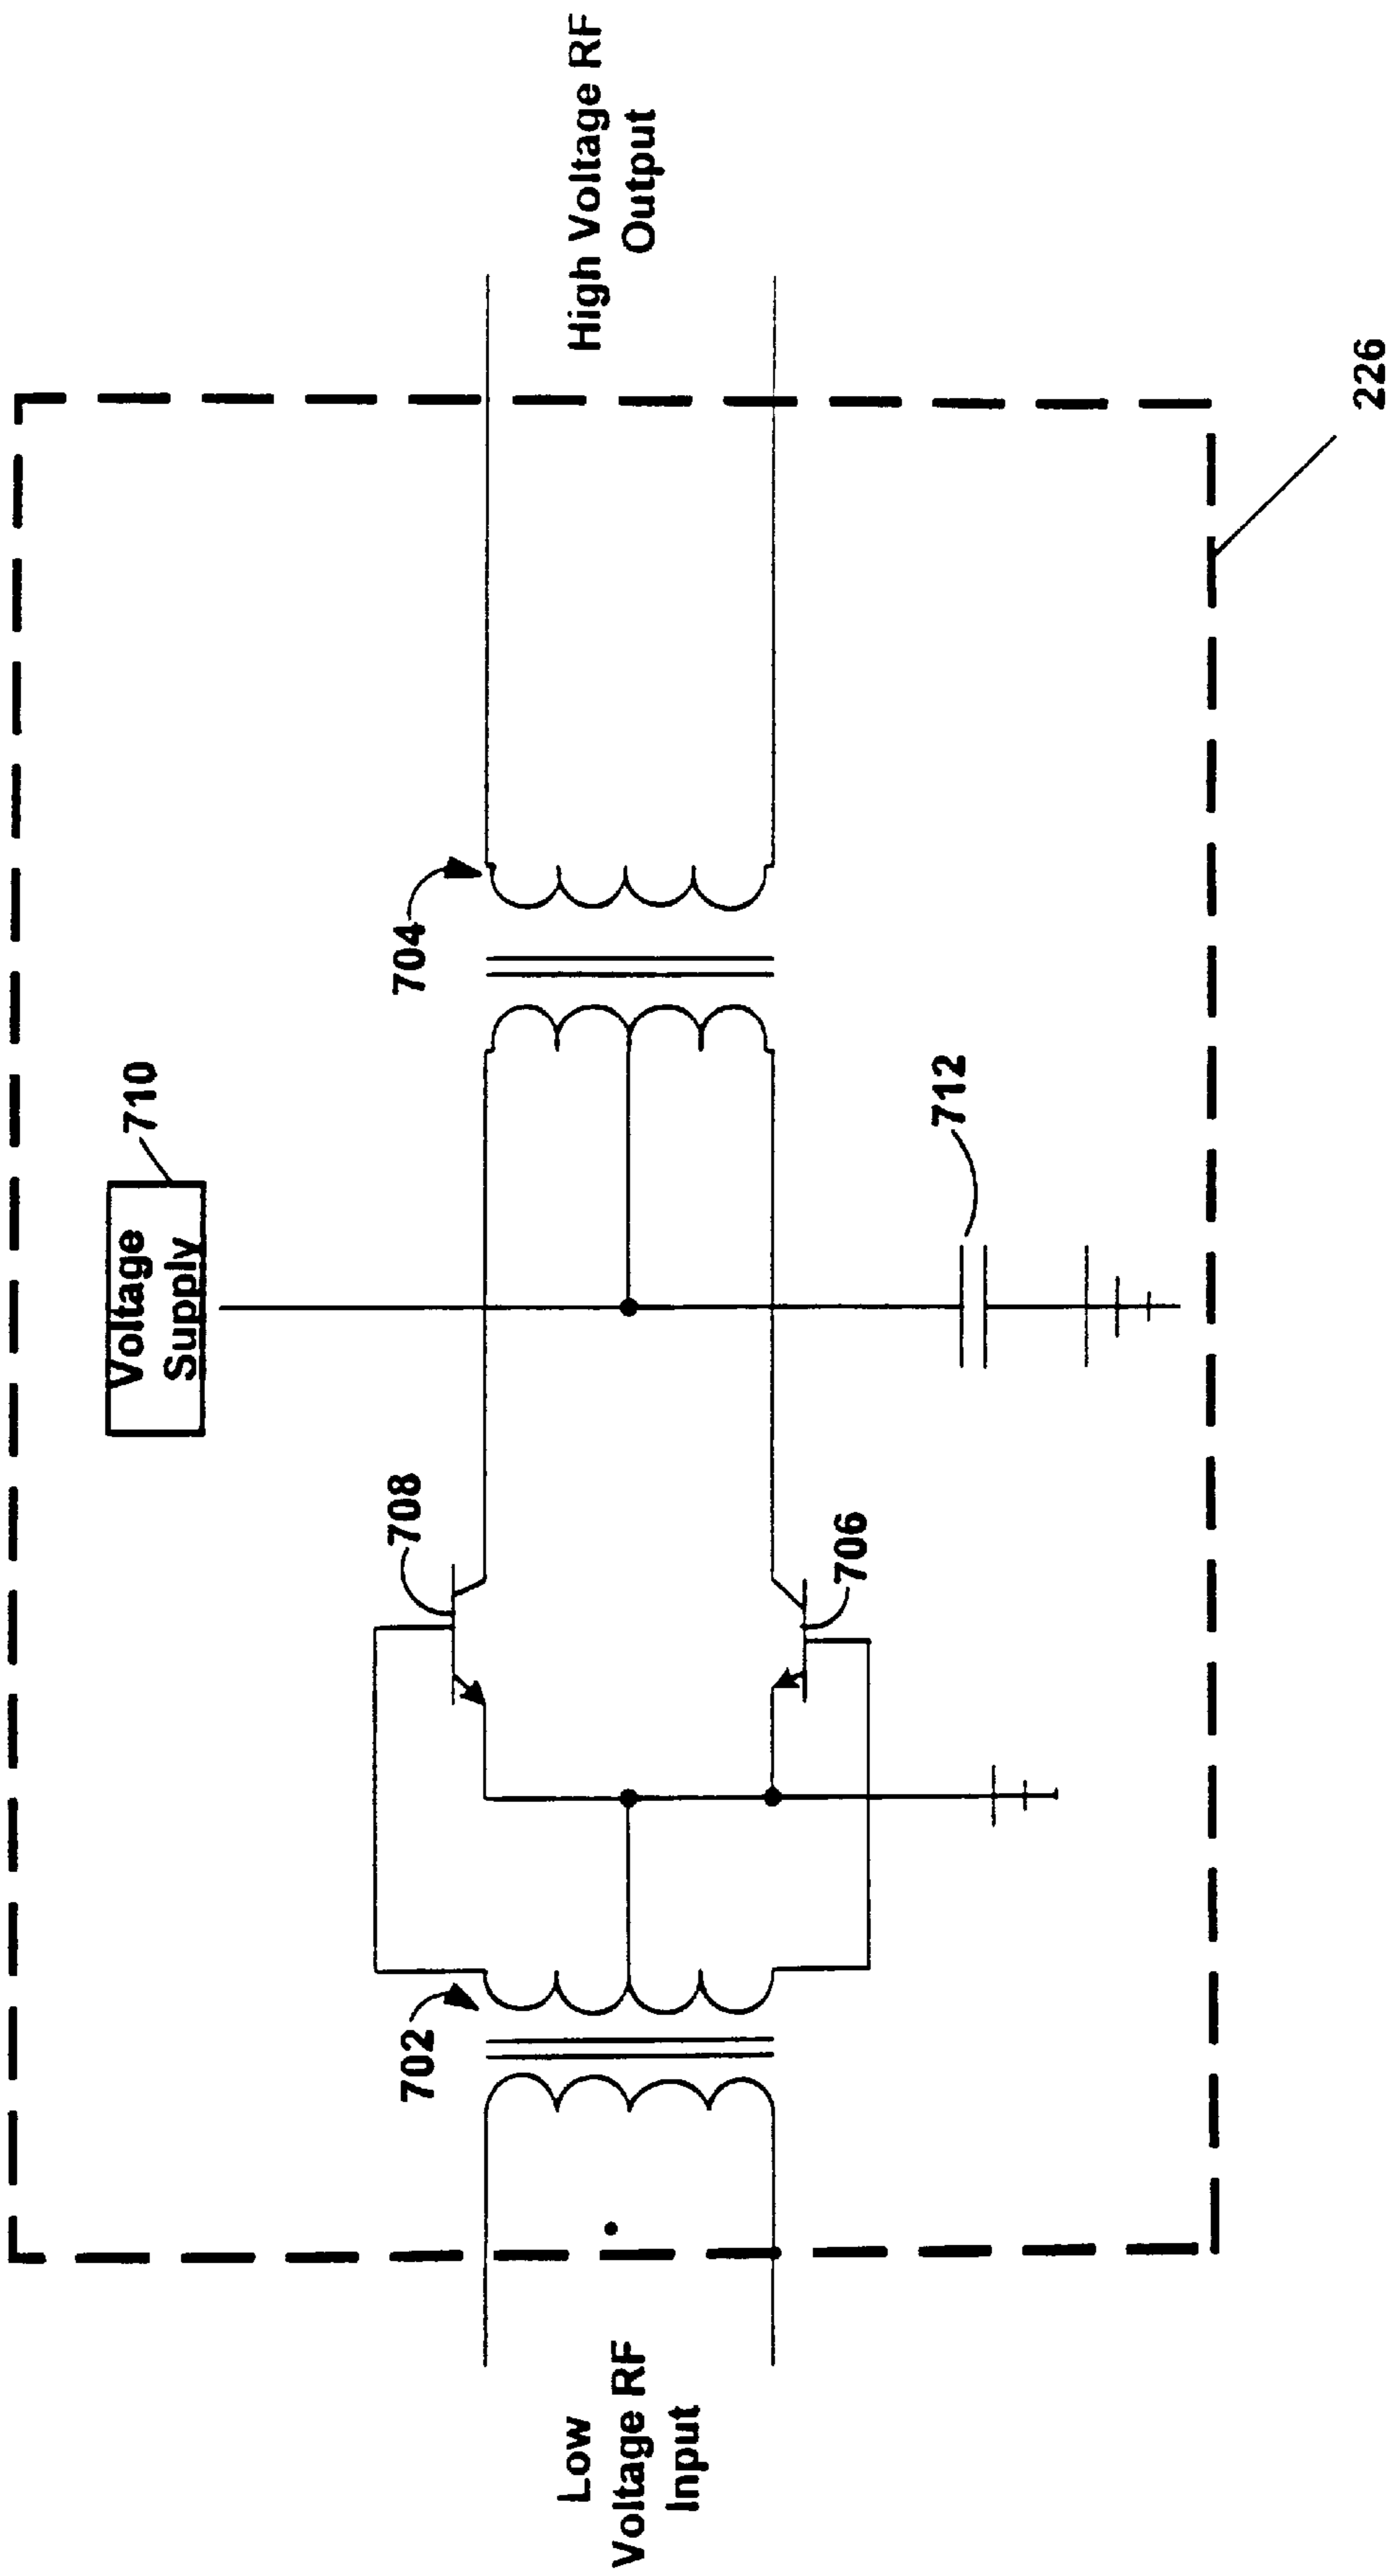 Voltage
Supply
710
708
704
High Voltage RF
Output
Low
Voltage RF
Input
702
706
712
226